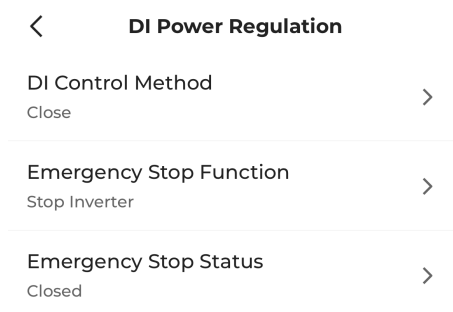 DI Power Regulation
DI Control Method
Close
Emergency Stop Function
Stop Inverter
Emergency Stop Status
Closed